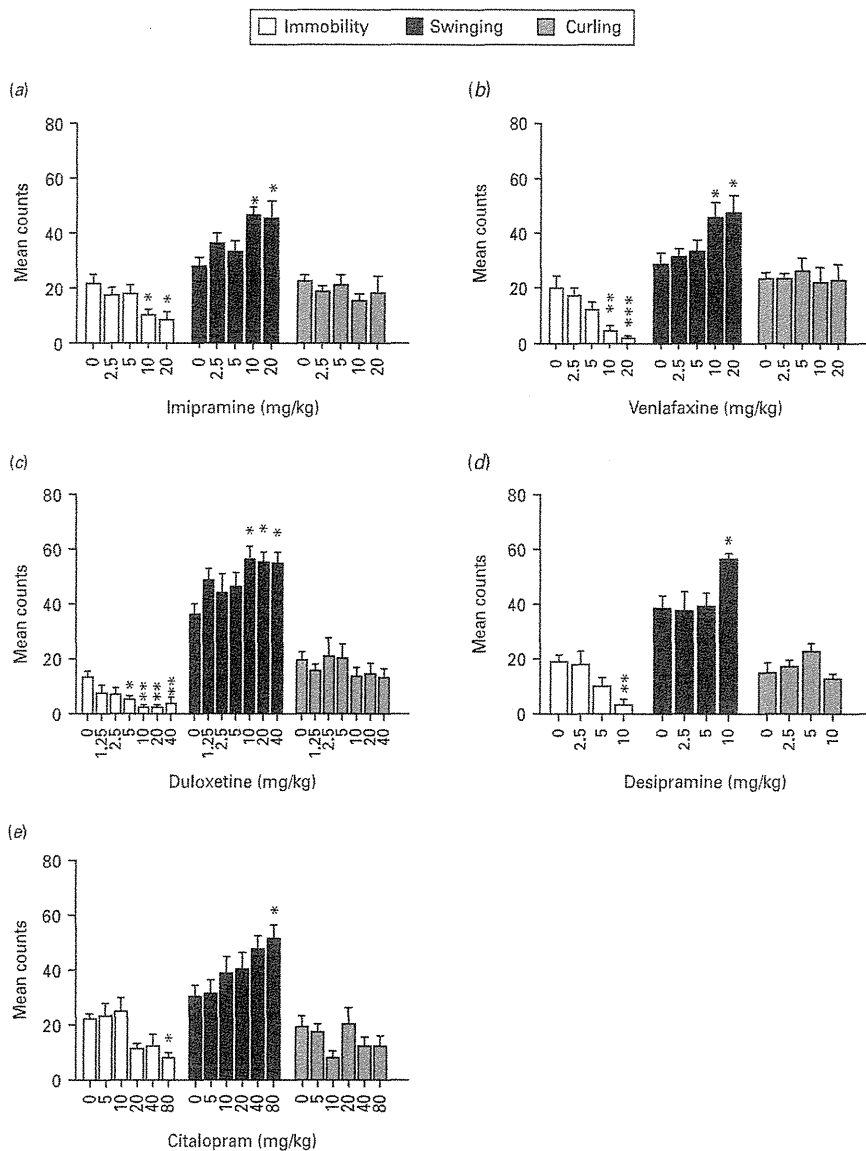 Immobility Swinging Curling
(a)
80
60
40
20
0
Mean counts
* *
* *
0 2.5 5 10 20 0 2.5 5 10 20 0 2.5 5 10 20
Imipramine (mg/kg)
(b)
80
60
40
20
0
Mean counts
** ***
* *
0 2.5 5 10 20 0 2.5 5 10 20 0 2.5 5 10 20
Venlafaxine (mg/kg)
(c)
80
60
40
20
0
Mean counts
* ** ** **
* * *
0 1.25 2.5 5 10 20 40 0 1.25 2.5 5 10 20 40 0 1.25 2.5 5 10 20 40
Duloxetine (mg/kg)
(d)
80
60
40
20
0
Mean counts
**
*
0 2.5 5 10 0 2.5 5 10 0 2.5 5 10
Desipramine (mg/kg)
(e)
80
60
40
20
0
Mean counts
*
*
0 5 10 20 40 80 0 5 10 20 40 80 0 5 10 20 40 80
Citalopram (mg/kg)